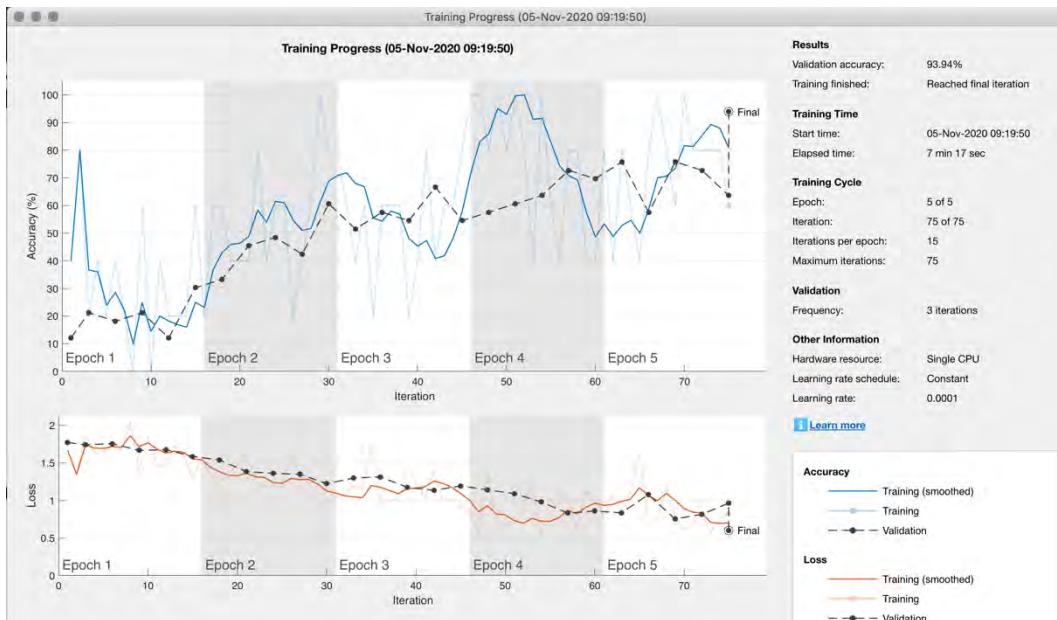 Training Progress (05-Nov-2020 09:19:50)
Training Progress (05-Nov-2020 09:19:50)
Accuracy (%)
100
90
80
70
60
50
40
30
20
10
0
Final
Epoch 1 Epoch 2 Epoch 3 Epoch 4 Epoch 5
0 10 20 30 40 50 60 70
Iteration
Loss
2
1.5
1
0.5
0
Final
Epoch 1 Epoch 2 Epoch 3 Epoch 4 Epoch 5
0 10 20 30 40 50 60 70
Iteration
Results
Validation accuracy: 93.94%
Training finished: Reached final iteration
Training Time
Start time: 05-Nov-2020 09:19:50
Elapsed time: 7 min 17 sec
Training Cycle
Epoch: 5 of 5
Iteration: 75 of 75
Iterations per epoch: 15
Maximum iterations: 75
Validation
Frequency: 3 iterations
Other Information
Hardware resource: Single CPU
Learning rate schedule: Constant
Learning rate: 0.0001
i Learn more
Accuracy
Training (smoothed)
Training
Validation
Loss
Training (smoothed)
Training
Validation